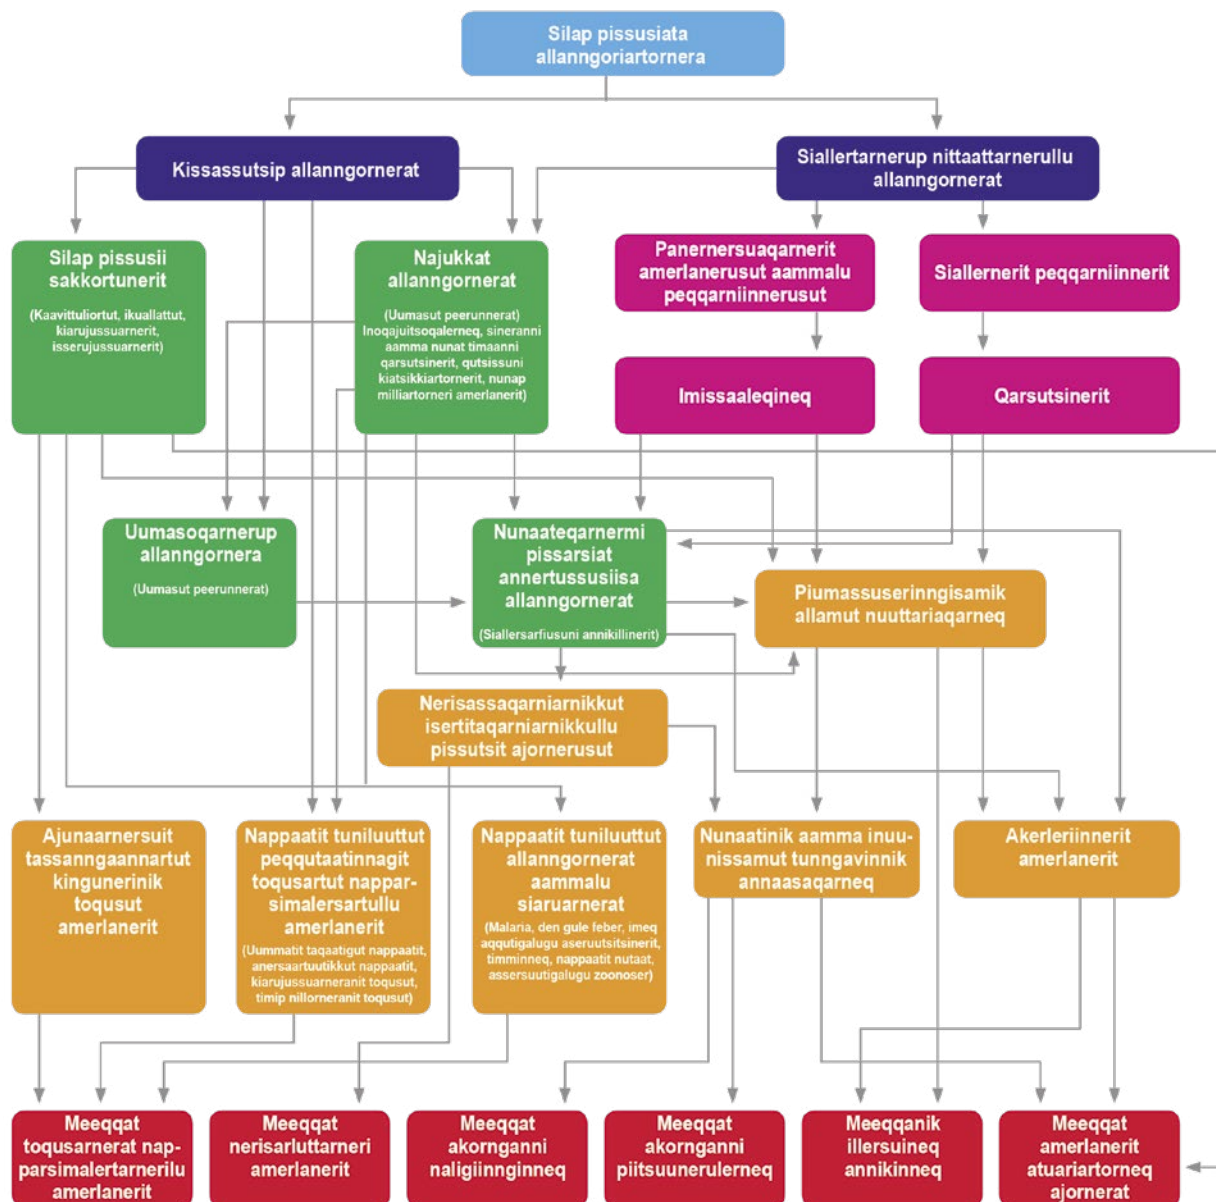 Silap pissusiata
allanngoriartornera
Kissassutsip allanngornerat
Siallertarnerup nittaattarnerullu
allanngornerat
Silap pissusii
sakkortunerit
(Kaavittuliortut, ikuallattut,
kiarujussuarnerit,
isserujussuarnerit)
Najukkat
allanngornerat
(Uumasut peerunnerat)
Inoqajuitsoqalerneq, sineranni
aamma nunat timaanni
qarsutsinerit, qutsissuni
kiatsikkiartornerit, nunap
milliartorneri amerlanerit)
Panernersuaqarnerit
amerlanerusut aammalu
peqqarniinnerusut
Siallernerit peqqarniinnerit
Imissaaleqineq
Qarsutsinerit
Uumasoqarnerup
allanngornera
(Uumasut peerunnerat)
Nunaateqarnermi
pissarsiat
annertussusiisa
allanngornerat
(Siallersarfiusuni annikillinerit)
Piumassuserinngisamik
allamut nuuttariaqarneq
Nerisassaqarniarnikkut
isertitaqarniarnikkullu
pissutsit ajornerusut
Ajunaarnersuit
tassanngaannartut
kingunerinik
toqusut
amerlanerit
Nappaatit tuniluuttut
peqqutaatinnagit
toqusartut nappar-
simalersartullu
amerlanerit
(Uummatit taqaatigut nappaatit,
anersaartuutikkut nappaatit,
kiarujussuarneranit toqusut,
timip nillorneranit toqusut)
Nappaatit tuniluuttut
allanngornerat
aammalu
siaruarnerat
(Malaria, den gule feber, imeq
aqqutigalugu aseruutsitsinerit,
timminneq, nappaatit nutaat,
assersuutigalugu zoonoser)
Nunaatinik aamma inuu-
nissamut tunngavinnik
annaasaqarneq
Akerleriinnerit
amerlanerit
Meeqqat
toqusarnerat nap-
parsimalertarnerilu
amerlanerit
Meeqqat
nerisarluttarneri
amerlanerit
Meeqqat
akornganni
naligiinnginneq
Meeqqat
akornganni
piitsuunerulerneq
Meeqqanik
illersuineq
annikinneq
Meeqqat
amerlanerit
atuariartorneq
ajornerat